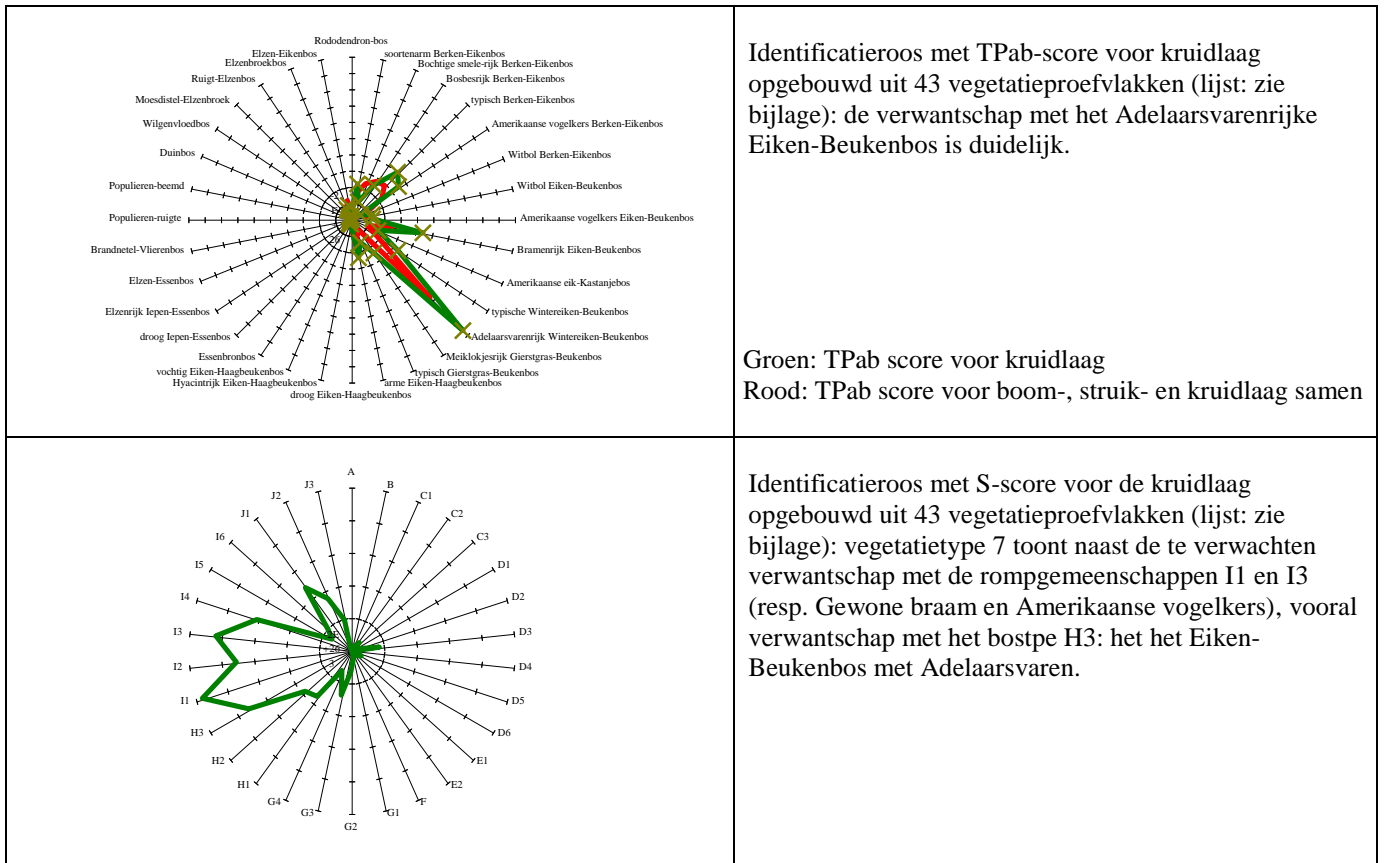 Rododendron-bos
soortenarm Berken-Eikenbos
Bochtige smele-rijk Berken-Eikenbos
Bosbesrijk Berken-Eikenbos
typisch Berken-Eikenbos
Amerikaanse vogelkers Berken-Eikenbos
Witbol Berken-Eikenbos
Witbol Eiken-Beukenbos
Amerikaanse vogelkers Eiken-Beukenbos
Bramenrijk Eiken-Beukenbos
Amerikaanse eik-Kastanjebos
typische Wintereiken-Beukenbos
Adelaarsvarenrijk Wintereiken-Beukenbos
Meiklokjesrijk Gierstgras-Beukenbos
typisch Gierstgras-Beukenbos
arme Eiken-Haagbeukenbos
droog Eiken-Haagbeukenbos
Hyacintrijk Eiken-Haagbeukenbos
vochtig Eiken-Haagbeukenbos
Essenbronbos
droog Iepen-Essenbos
Elzenrijk Iepen-Essenbos
Elzen-Essenbos
Brandnetel-Vlierenbos
Populieren-ruigte
Populieren-beemd
Duinbos
Wilgenvloedbos
Moesdistel-Elzenbroek
Ruigt-Elzenbos
Elzenbroekbos
Elzen-Eikenbos
Identificatieroos met TPab-score voor kruidlaag
opgebouwd uit 43 vegetatieproefvlakken (lijst: zie
bijlage): de verwantschap met het Adelaarsvarenrijke
Eiken-Beukenbos is duidelijk.
Groen: TPab score voor kruidlaag
Rood: TPab score voor boom-, struik- en kruidlaag samen
A
B
C1
C2
C3
D1
D2
D3
D4
D5
D6
E1
E2
F
G1
G2
G3
G4
H1
H2
H3
I1
I2
I3
I4
I5
I6
J1
J2
J3
Identificatieroos met S-score voor de kruidlaag
opgebouwd uit 43 vegetatieproefvlakken (lijst: zie
bijlage): vegetatietype 7 toont naast de te verwachten
verwantschap met de rompgemeenschappen I1 en I3
(resp. Gewone braam en Amerikaanse vogelkers), vooral
verwantschap met het bostpe H3: het het Eiken-
Beukenbos met Adelaarsvaren.